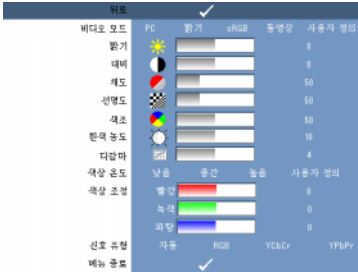 뒤로
비디오 모드 PC 밝기 sRGB 동영상 사용자 정의
밝기 0
대비 0
채도 50
선명도 50
색조 50
흰색 농도 10
디감마 4
색상 온도 낮음 중간 높음 사용자 정의
색상 조정 빨강 0
녹색 0
파랑 0
신호 유형 자동 RGB YCbCr YPbPr
메뉴 종료